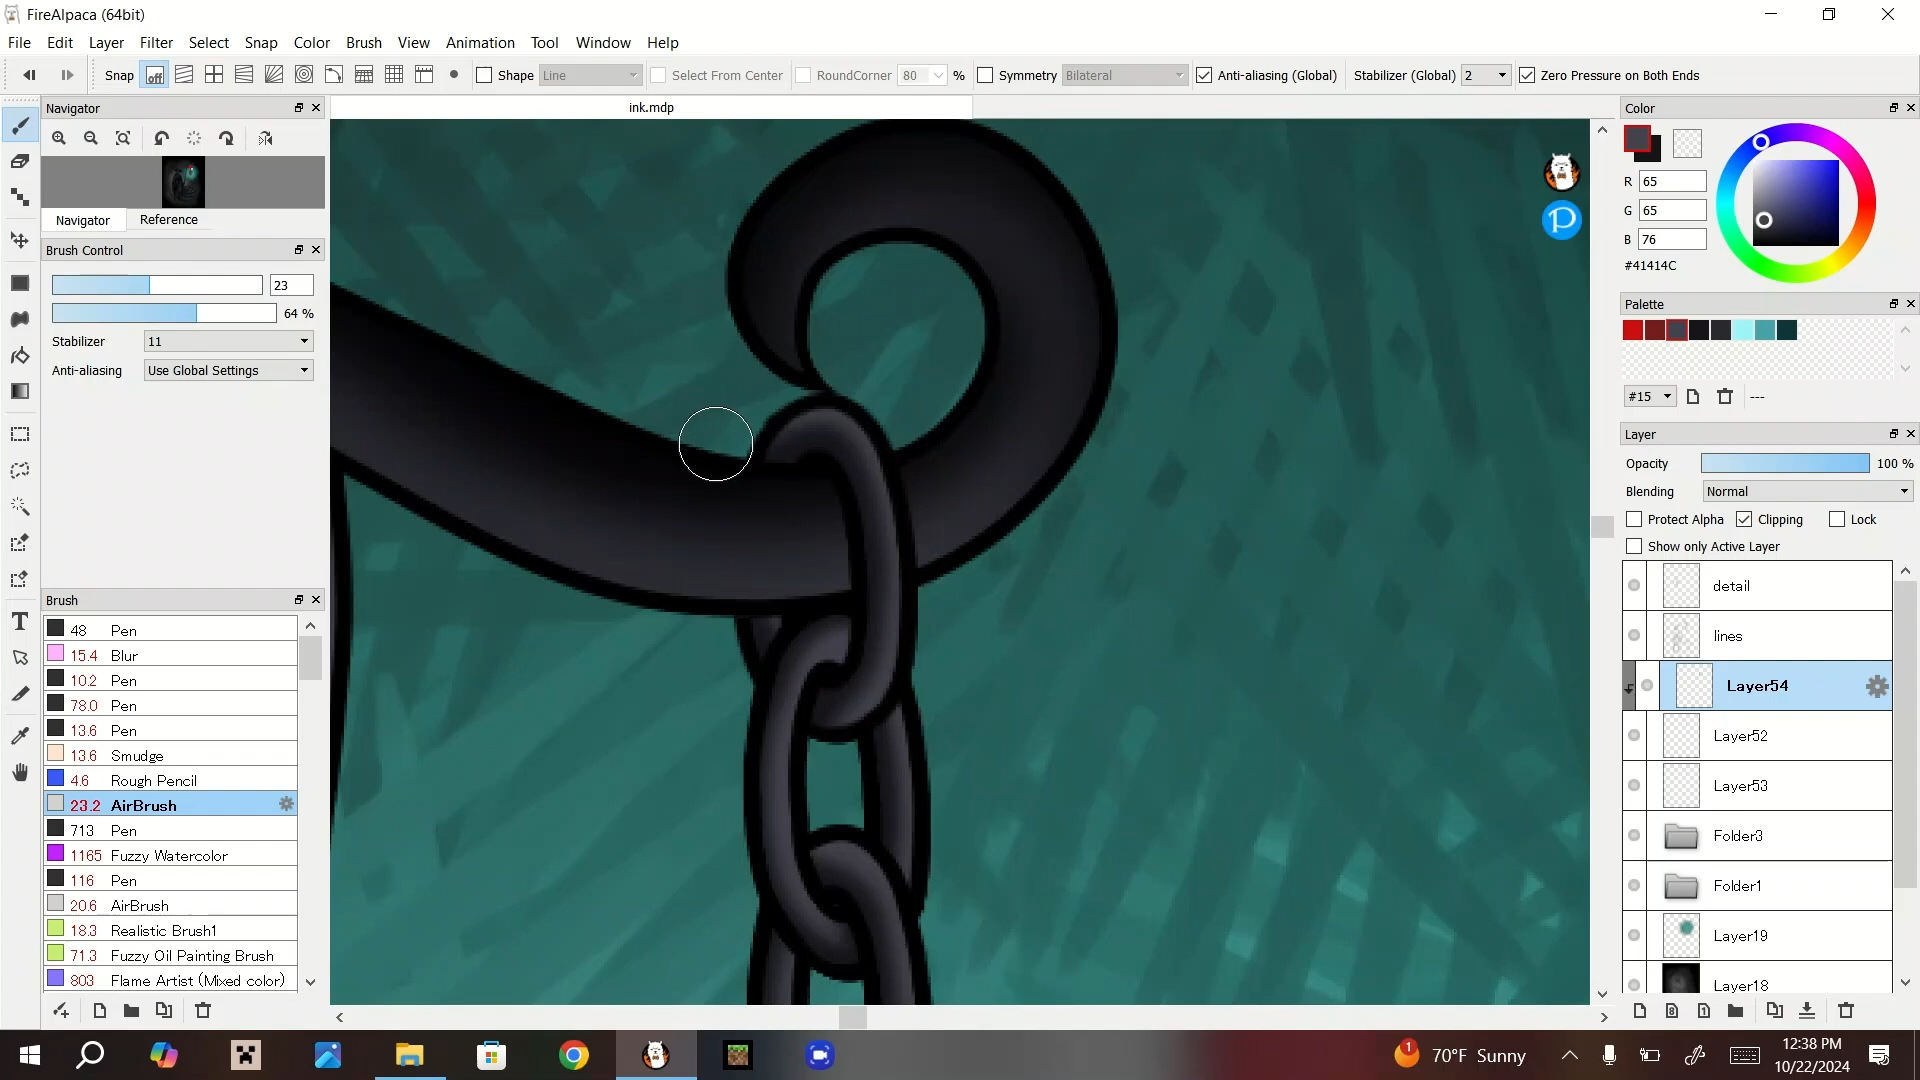 FireAlpaca (64bit)
File Edit Layer Filter Select Snap Color Brush View Animation Tool Window Help
Snap off Shape Line Select From Center RoundCorner 80 % Symmetry Bilateral Anti-aliasing (Global) Stabilizer (Global) 2 Zero Pressure on Both Ends
Navigator
ink.mdp
Color
R 65
G 65
B 76
#41414C
Navigator Reference
Brush Control
23
64 %
Stabilizer 11
Anti-aliasing Use Global Settings
Palette
#15 ---
Layer
Opacity 100 %
Blending Normal
Protect Alpha Clipping Lock
Show only Active Layer
detail
lines
Layer54
Layer52
Layer53
Folder3
Folder1
Layer19
Layer18
Brush
48 Pen
15.4 Blur
10.2 Pen
78.0 Pen
13.6 Pen
13.6 Smudge
4.6 Rough Pencil
23.2 AirBrush
713 Pen
1165 Fuzzy Watercolor
116 Pen
20.6 AirBrush
18.3 Realistic Brush1
71.3 Fuzzy Oil Painting Brush
803 Flame Artist (Mixed color)
P
1
70°F Sunny
12:38 PM
10/22/2024